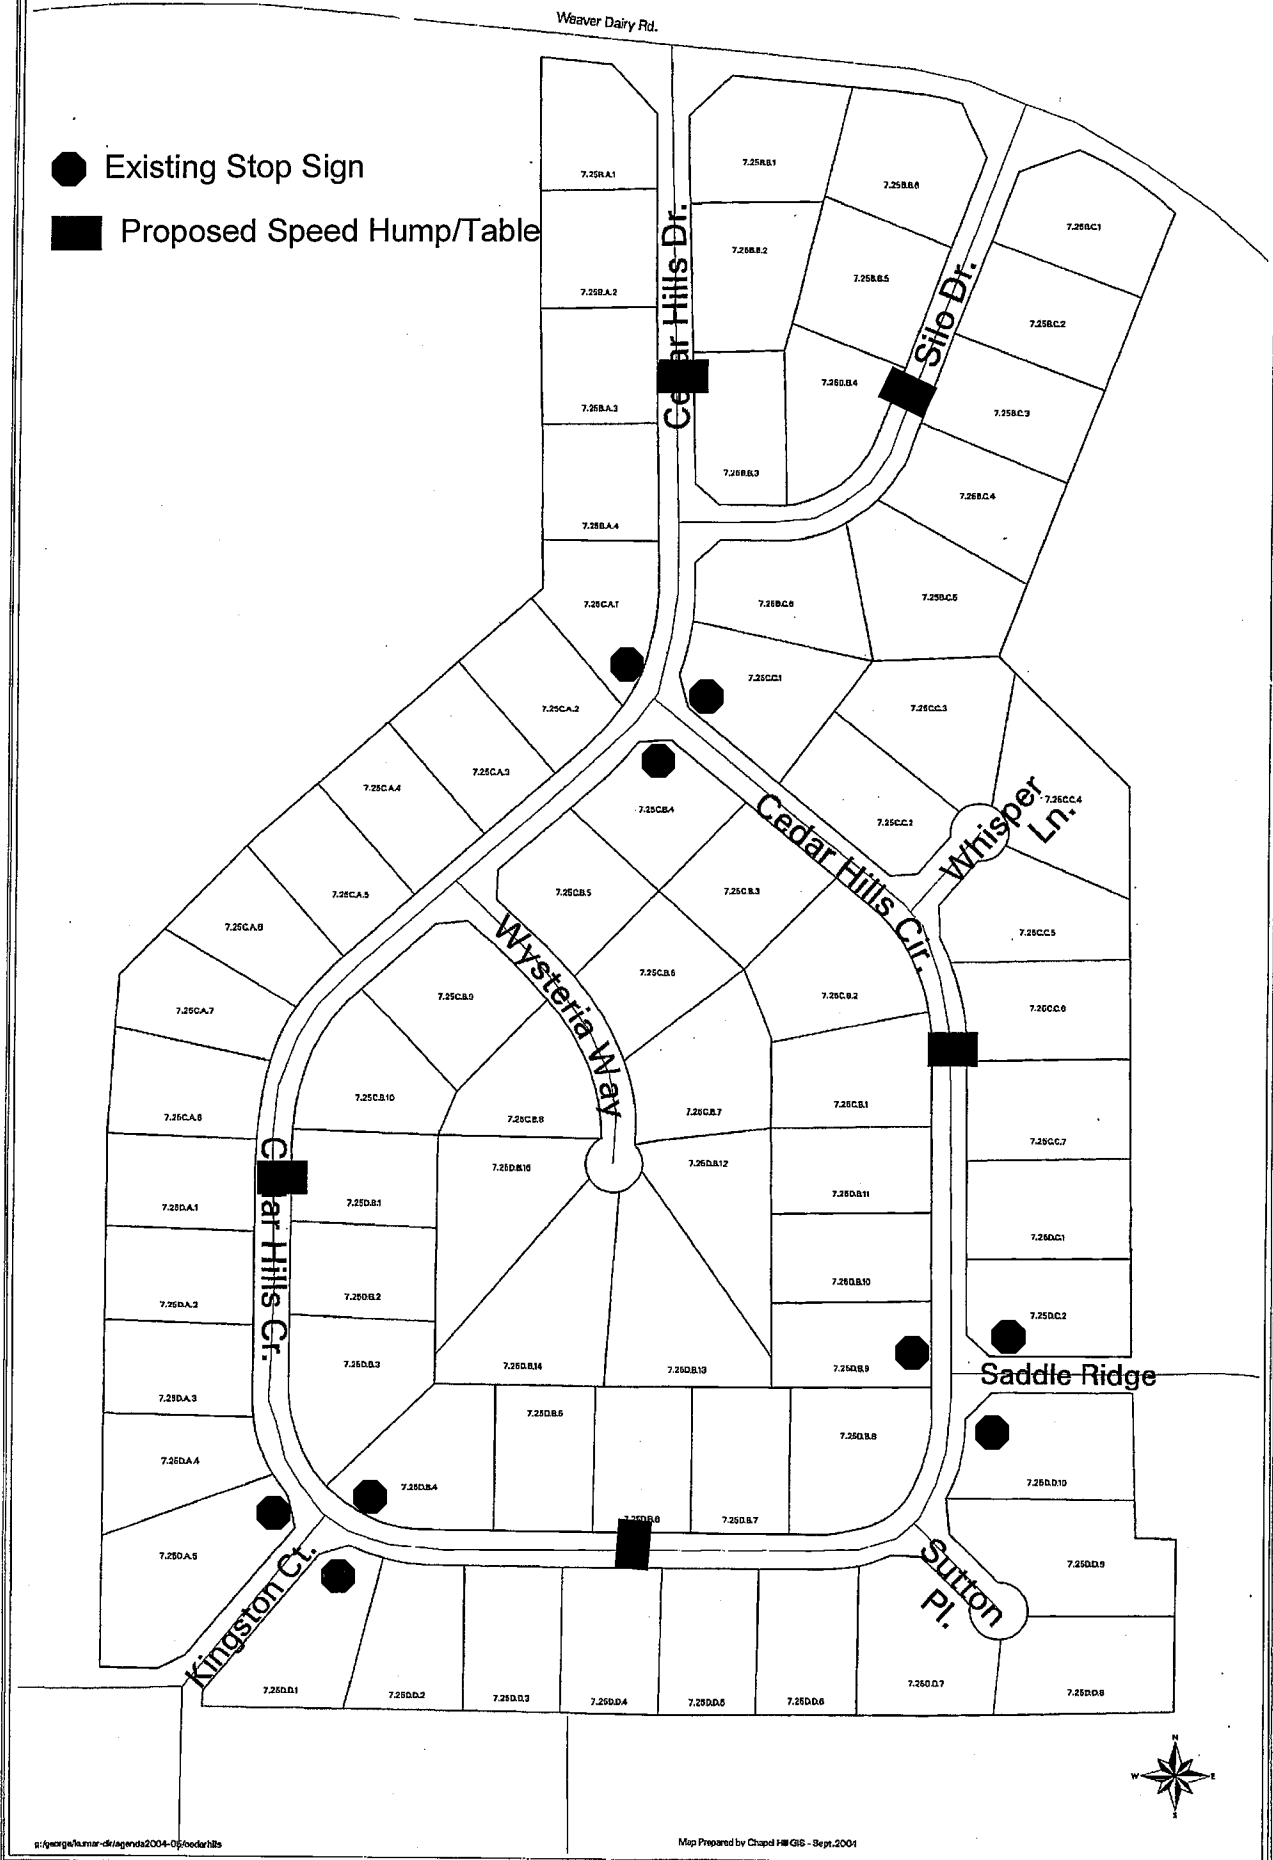 Weaver Dairy Rd.
Existing Stop Sign
Proposed Speed Hump/Table
Cedar Hills Dr.
Silo Dr.
7.25B.A.1
7.25B.B.1
7.25B.B.6
7.25B.C.1
7.25B.B.2
7.25B.A.2
7.25B.B.5
7.25B.C.2
7.25B.B.4
7.25B.A.3
7.25B.C.3
7.25B.B.3
7.25B.C.4
7.25B.A.4
7.25C.A.1
7.25B.C.6
7.25B.C.5
7.25C.C.1
7.25C.A.2
7.25C.C.3
7.25C.A.3
7.25C.A.4
7.25C.B.4
7.25C.C.2
7.25C.C.4
Whisper
Ln.
Cedar Hills Cir.
7.25C.A.5
7.25C.B.5
7.25C.B.3
7.25C.A.6
7.25C.C.5
Wysteria Way
7.25C.B.6
7.25C.B.9
7.25C.B.2
7.25C.A.7
7.25C.C.6
7.25C.B.10
7.25C.B.8
7.25C.B.7
7.25C.B.1
7.25C.A.8
7.25C.C.7
7.25D.B.12
7.25D.A.1
7.25D.B.1
7.25D.B.11
7.25D.C.1
Cedar Hills Cr.
7.25D.A.2
7.25D.B.2
7.25D.B.10
7.25D.C.2
7.25D.B.3
7.25D.B.14
7.25D.B.13
7.25D.B.9
Saddle Ridge
7.25D.A.3
7.25D.B.5
7.25D.B.8
7.25D.A.4
7.25D.B.4
7.25D.D.10
7.25D.B.6
7.25D.B.7
7.25D.A.5
7.25D.D.9
Kingston Ct.
Sutton
Pl.
7.25D.D.1
7.25D.D.2
7.25D.D.3
7.25D.D.4
7.25D.D.5
7.25D.D.6
7.25D.D.7
7.25D.D.8
N
W
E
S
g:/george/kumar-dir/agenda2004-05/cedarhills
Map Prepared by Chapel Hill GIS - Sept.2004